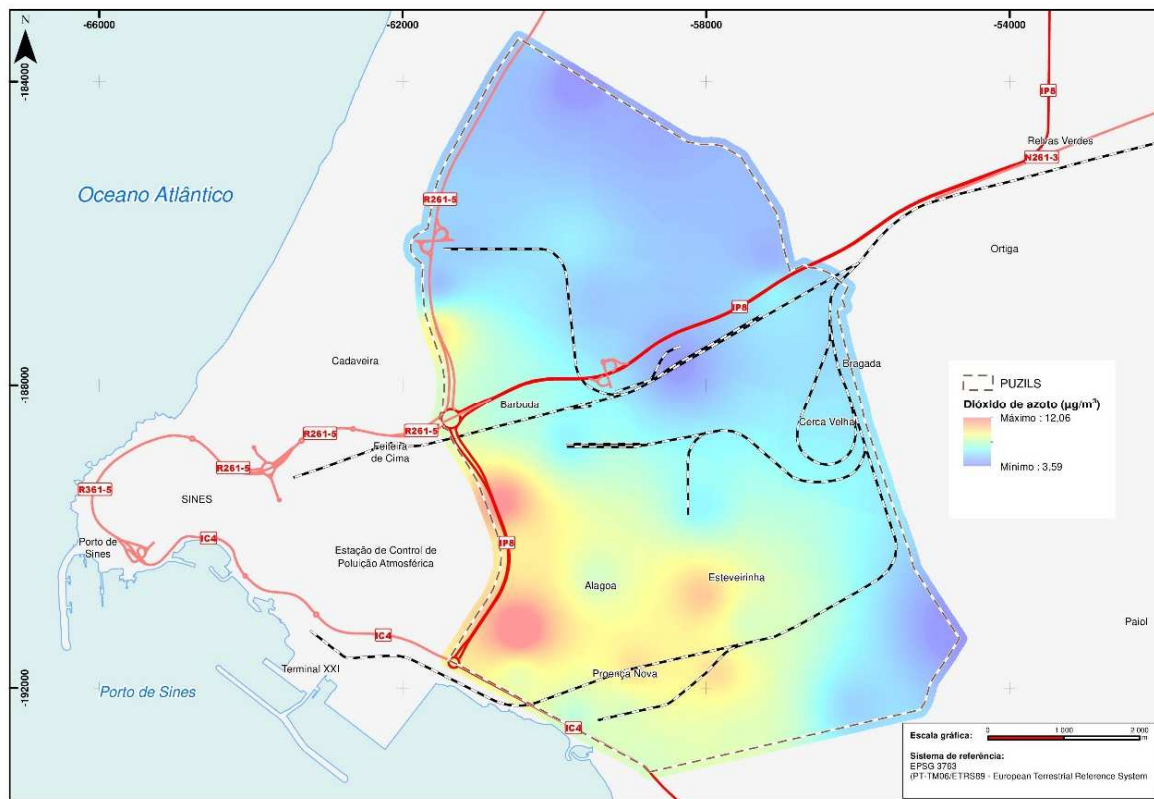 N
-66000
-62000
-58000
-54000
-184000
-188000
-192000
IP8
Relvas Verdes
N261-3
Oceano Atlântico
R261-5
Ortiga
IP8
Cadaveira
Bragada
Barbuda
R261-5
R261-5
Cerca Velha
Feiteira
de Cima
R261-5
R361-5
SINES
Porto de
Sines
IC4
IP8
Estação de Control de
Poluição Atmosférica
Alagoa
Esteveirinha
Paiol
IC4
Terminal XXI
Proença Nova
Porto de Sines
IC4
PUZILS
Dióxido de azoto (µg/m³)
Máximo : 12,06
Mínimo : 3,59
Escala gráfica:
0
1 000
2 000
m
Sistema de referência:
EPSG 3763
(PT-TM06/ETRS89 - European Terrestrial Reference System